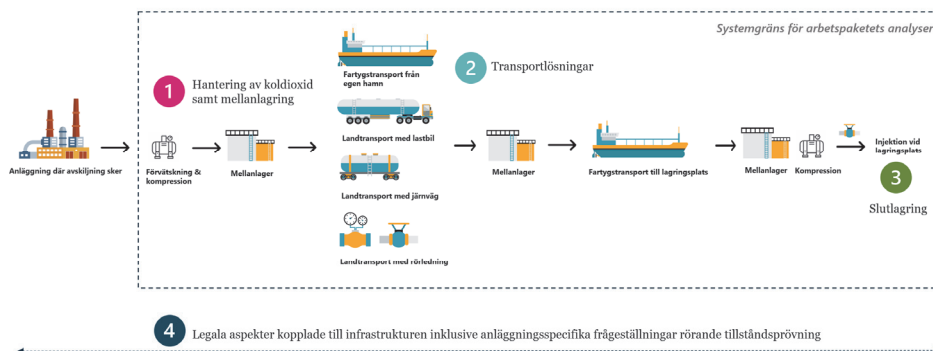 Systemgräns för arbetspaketets analyser
1
Hantering av koldioxid
samt mellanlagring
Fartygstransport från
egen hamn
2
Transportlösningar
Landtransport med lastbil
Anläggning där avskiljning sker
Förvätskning &
kompression
Mellanlager
Landtransport med järnväg
Landtransport med rörledning
Mellanlager
Fartygstransport till lagringsplats
Mellanlager
Kompression
Injektion vid
lagringsplats
3
Slutlagring
4
Legala aspekter kopplade till infrastrukturen inklusive anläggningsspecifika frågeställningar rörande tillståndsprövning